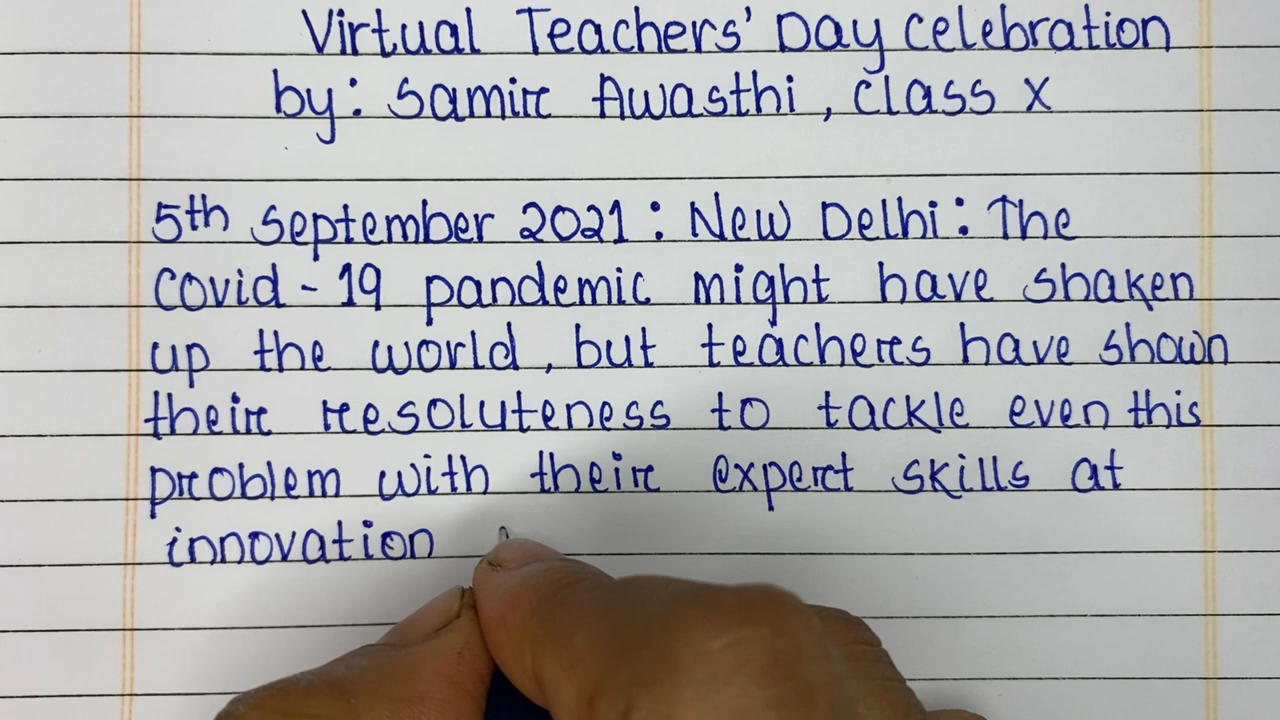 Virtual Teachers' Day Celebration
by: Samir Awasthi, Class X
5th September 2021: New Delhi: The
Covid-19 pandemic might have shaken
up the world, but teachers have shown
their resoluteness to tackle even this
problem with their expert skills at
innovation